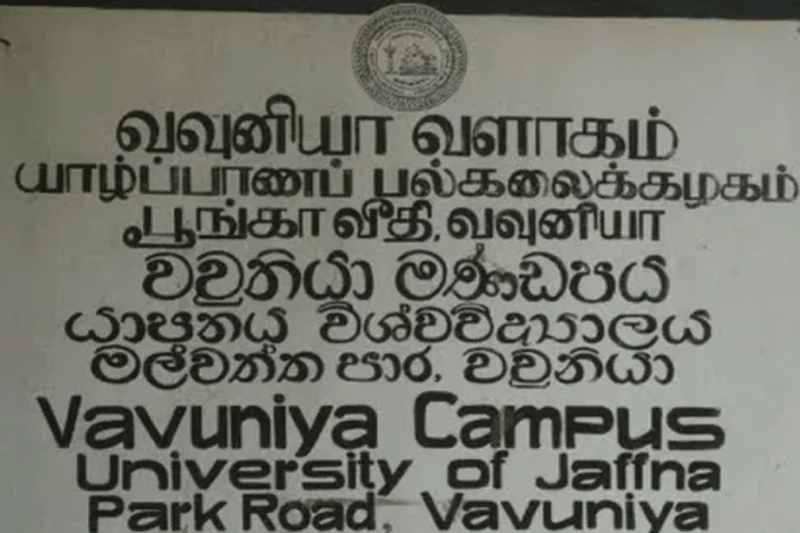 வவுனியா வளாகம்
யாழ்ப்பாணப் பல்கலைக்கழகம்
பூங்கா வீதி, வவுனியா
වවුනියා මණ්ඩපය
යාපනය විශ්වවිද්‍යාලය
මල්වත්ත පාර, වවුනියා
Vavuniya Campus
University of Jaffna
Park Road, Vavuniya